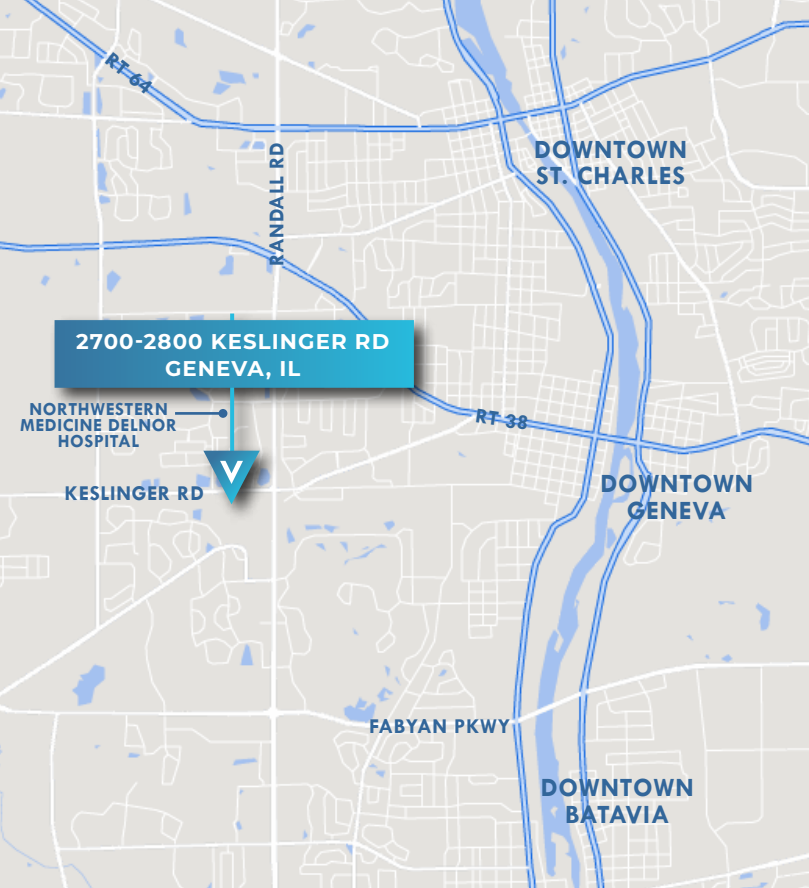 RT 64
DOWNTOWN
ST. CHARLES
RANDALL RD
2700-2800 KESLINGER RD
GENEVA, IL
NORTHWESTERN
MEDICINE DELNOR
HOSPITAL
RT 38
V
KESLINGER RD
DOWNTOWN
GENEVA
FABYAN PKWY
DOWNTOWN
BATAVIA